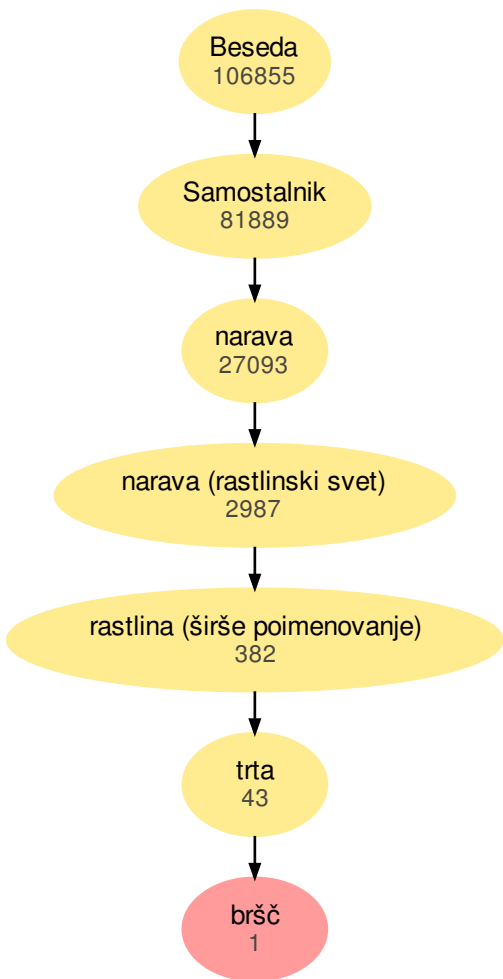 Beseda
106855
Samostalnik
81889
narava
27093
narava (rastlinski svet)
2987
rastlina (širše poimenovanje)
382
trta
43
bršč
1